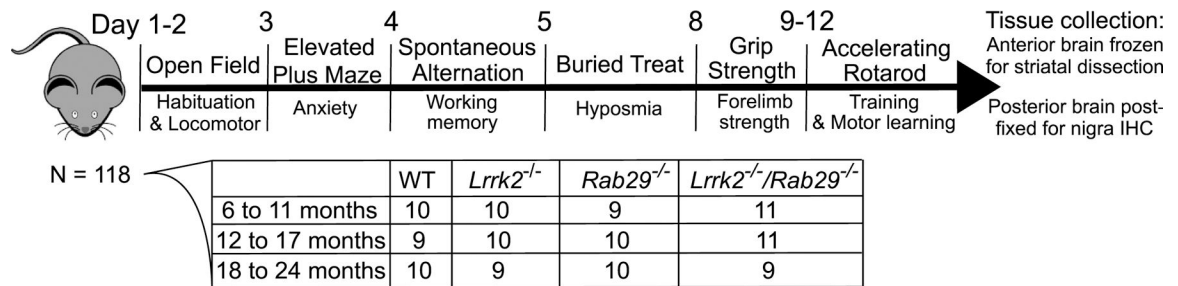 Day 1-2 3 4 5 8 9-12
Open Field
Elevated
Plus Maze
Spontaneous
Alternation
Buried Treat
Grip
Strength
Accelerating
Rotarod
Habituation
& Locomotor
Anxiety
Working
memory
Hyposmia
Forelimb
strength
Training
& Motor learning
Tissue collection:
Anterior brain frozen
for striatal dissection
Posterior brain post-
fixed for nigra IHC
N = 118
WT Lrrk2-/- Rab29-/- Lrrk2-/-/Rab29-/-
6 to 11 months 10 10 9 11
12 to 17 months 9 10 10 11
18 to 24 months 10 9 10 9